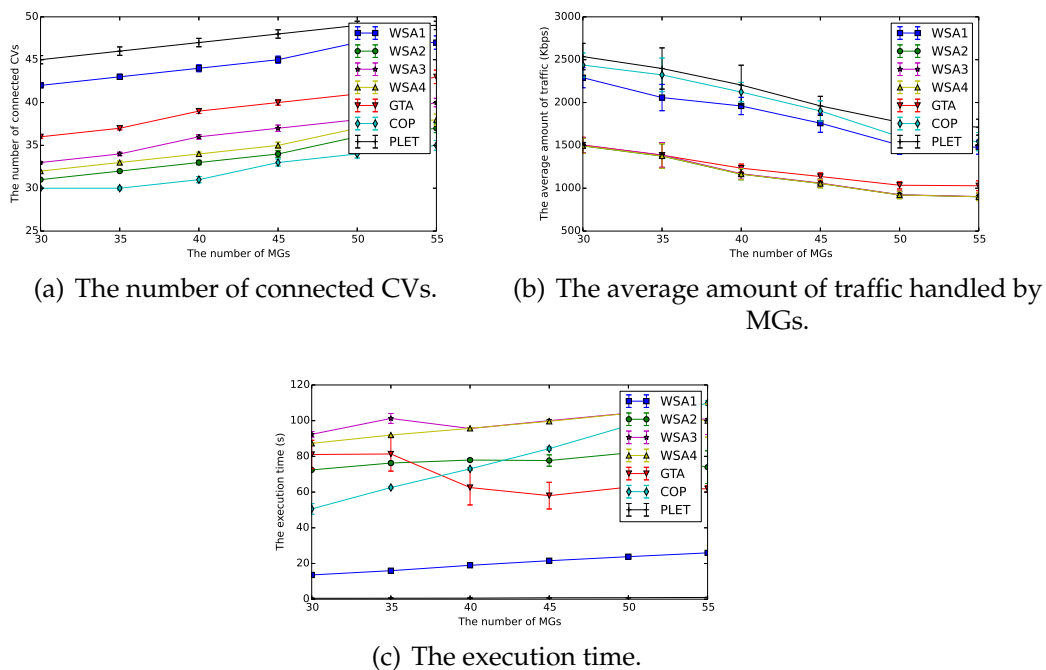 50
45
40
35
30
25
30 35 40 45 50 55
The number of MGs
The number of connected CVs
WSA1
WSA2
WSA3
WSA4
GTA
COP
PLET
(a) The number of connected CVs.
3000
2500
2000
1500
1000
500
30 35 40 45 50 55
The number of MGs
The average amount of traffic (Kbps)
WSA1
WSA2
WSA3
WSA4
GTA
COP
PLET
(b) The average amount of traffic handled by
MGs.
120
100
80
60
40
20
0
30 35 40 45 50 55
The number of MGs
The execution time (s)
WSA1
WSA2
WSA3
WSA4
GTA
COP
PLET
(c) The execution time.